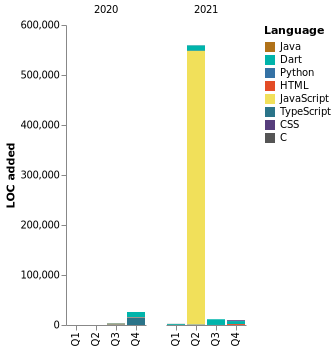 2020 2021
Language
Java
Dart
Python
HTML
JavaScript
TypeScript
CSS
C
LOC added
600,000
500,000
400,000
300,000
200,000
100,000
0
Q1 Q2 Q3 Q4 Q1 Q2 Q3 Q4